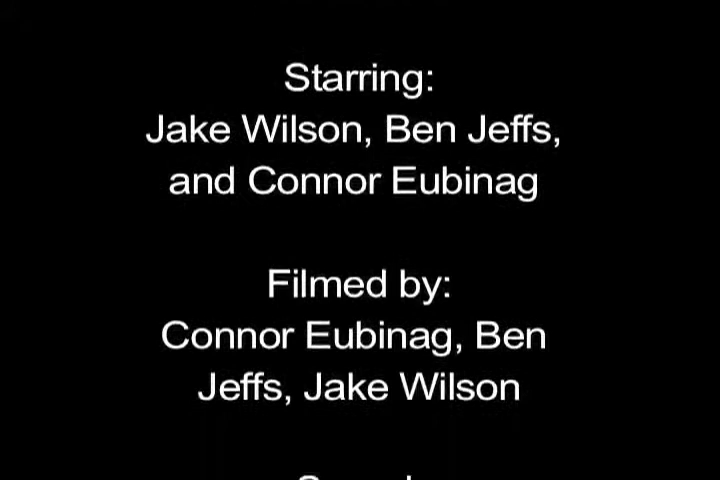 Starring:
Jake Wilson, Ben Jeffs,
and Connor Eubinag
Filmed by:
Connor Eubinag, Ben
Jeffs, Jake Wilson